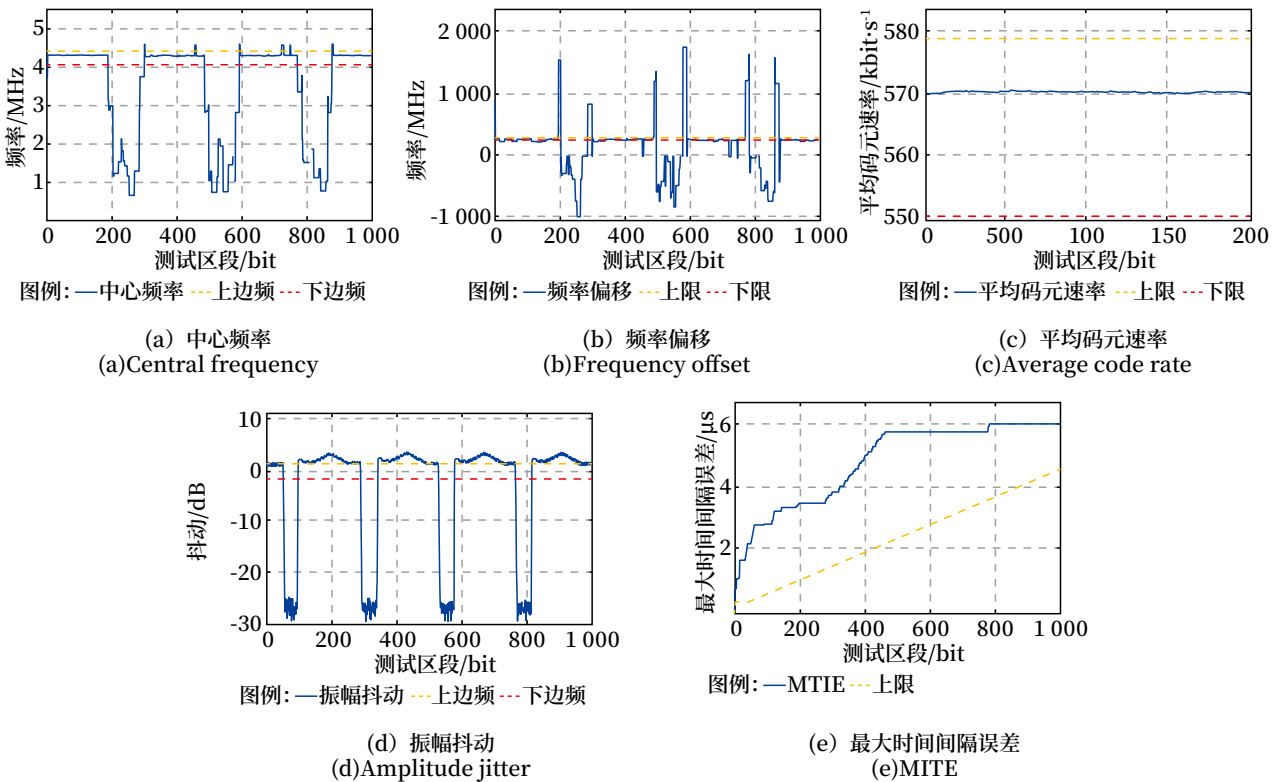 5
4
3
2
1
频率/MHz
0
200
400
600
800
1 000
测试区段/bit
图例：
中心频率
上边频
下边频
(a) 中心频率
(a)Central frequency
2 000
1 000
0
-1 000
频率/MHz
0
200
400
600
800
1 000
测试区段/bit
图例：
频率偏移
上限
下限
(b) 频率偏移
(b)Frequency offset
580
570
560
550
平均码元速率/kbit·s⁻¹
0
500
100
150
200
测试区段/bit
图例：
平均码元速率
上限
下限
(c) 平均码元速率
(c)Average code rate
10
0
-10
-20
-30
抖动/dB
0
200
400
600
800
1 000
测试区段/bit
图例：
振幅抖动
上边频
下边频
(d) 振幅抖动
(d)Amplitude jitter
6
4
2
最大时间间隔误差/μs
0
200
400
600
800
1 000
测试区段/bit
图例：
MTIE
上限
(e) 最大时间间隔误差
(e)MITE